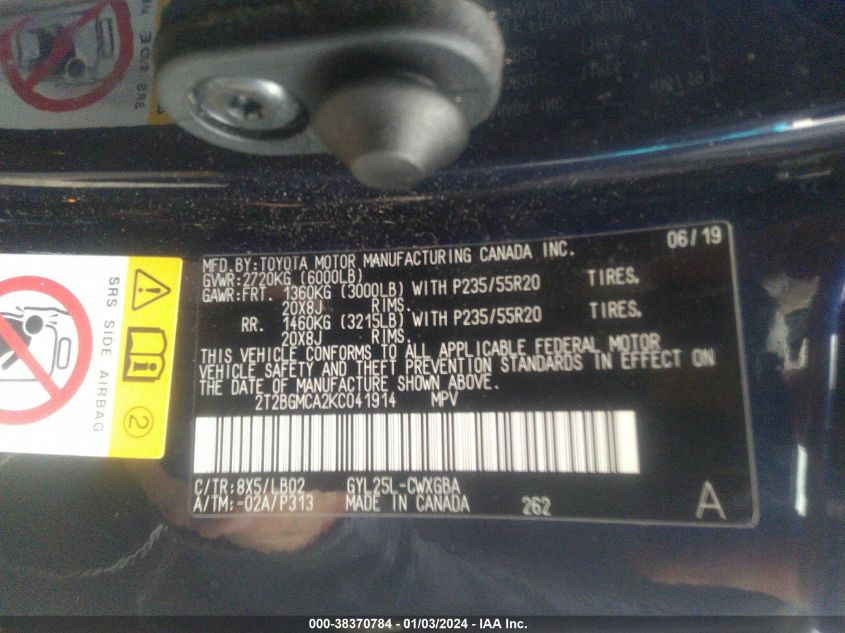 06/19
MFD.BY:TOYOTA MOTOR MANUFACTURING CANADA INC.
GVWR:2720KG (6000LB)
GAWR:FRT. 1360KG (3000LB) WITH P235/55R20 TIRES.
20X8J RIMS.
RR. 1460KG (3215LB) WITH P235/55R20 TIRES.
20X8J RIMS.
THIS VEHICLE CONFORMS TO ALL APPLICABLE FEDERAL MOTOR
VEHICLE SAFETY AND THEFT PREVENTION STANDARDS IN EFFECT ON
THE DATE OF MANUFACTURE SHOWN ABOVE.
2T2BGMCA2KC041914 MPV
C/TR:8X5/LB02 GYL25L-CWXGBA
A/TM:-02A/P313 MADE IN CANADA 262 A
SRS SIDE AIRBAG
2
000-38370784 - 01/03/2024 - IAA Inc.